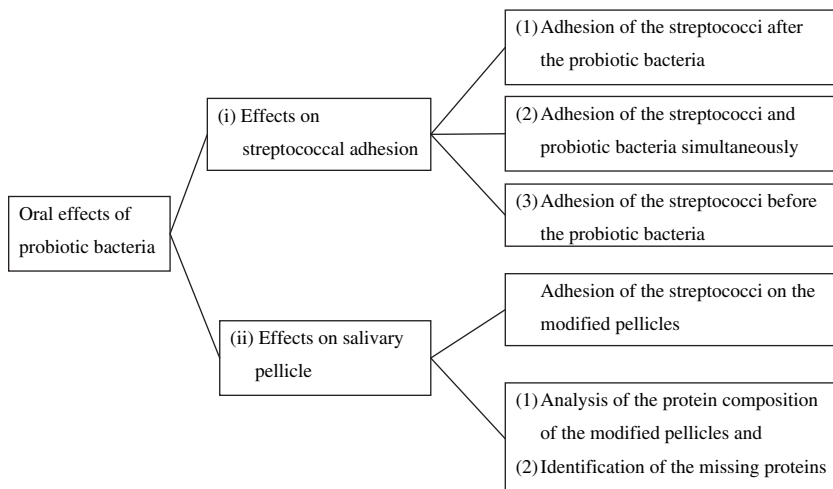 Oral effects of
probiotic bacteria
(i) Effects on
streptococcal adhesion
(1) Adhesion of the streptococci after
the probiotic bacteria
(2) Adhesion of the streptococci and
probiotic bacteria simultaneously
(3) Adhesion of the streptococci before
the probiotic bacteria
(ii) Effects on salivary
pellicle
Adhesion of the streptococci on the
modified pellicles
(1) Analysis of the protein composition
of the modified pellicles and
(2) Identification of the missing proteins